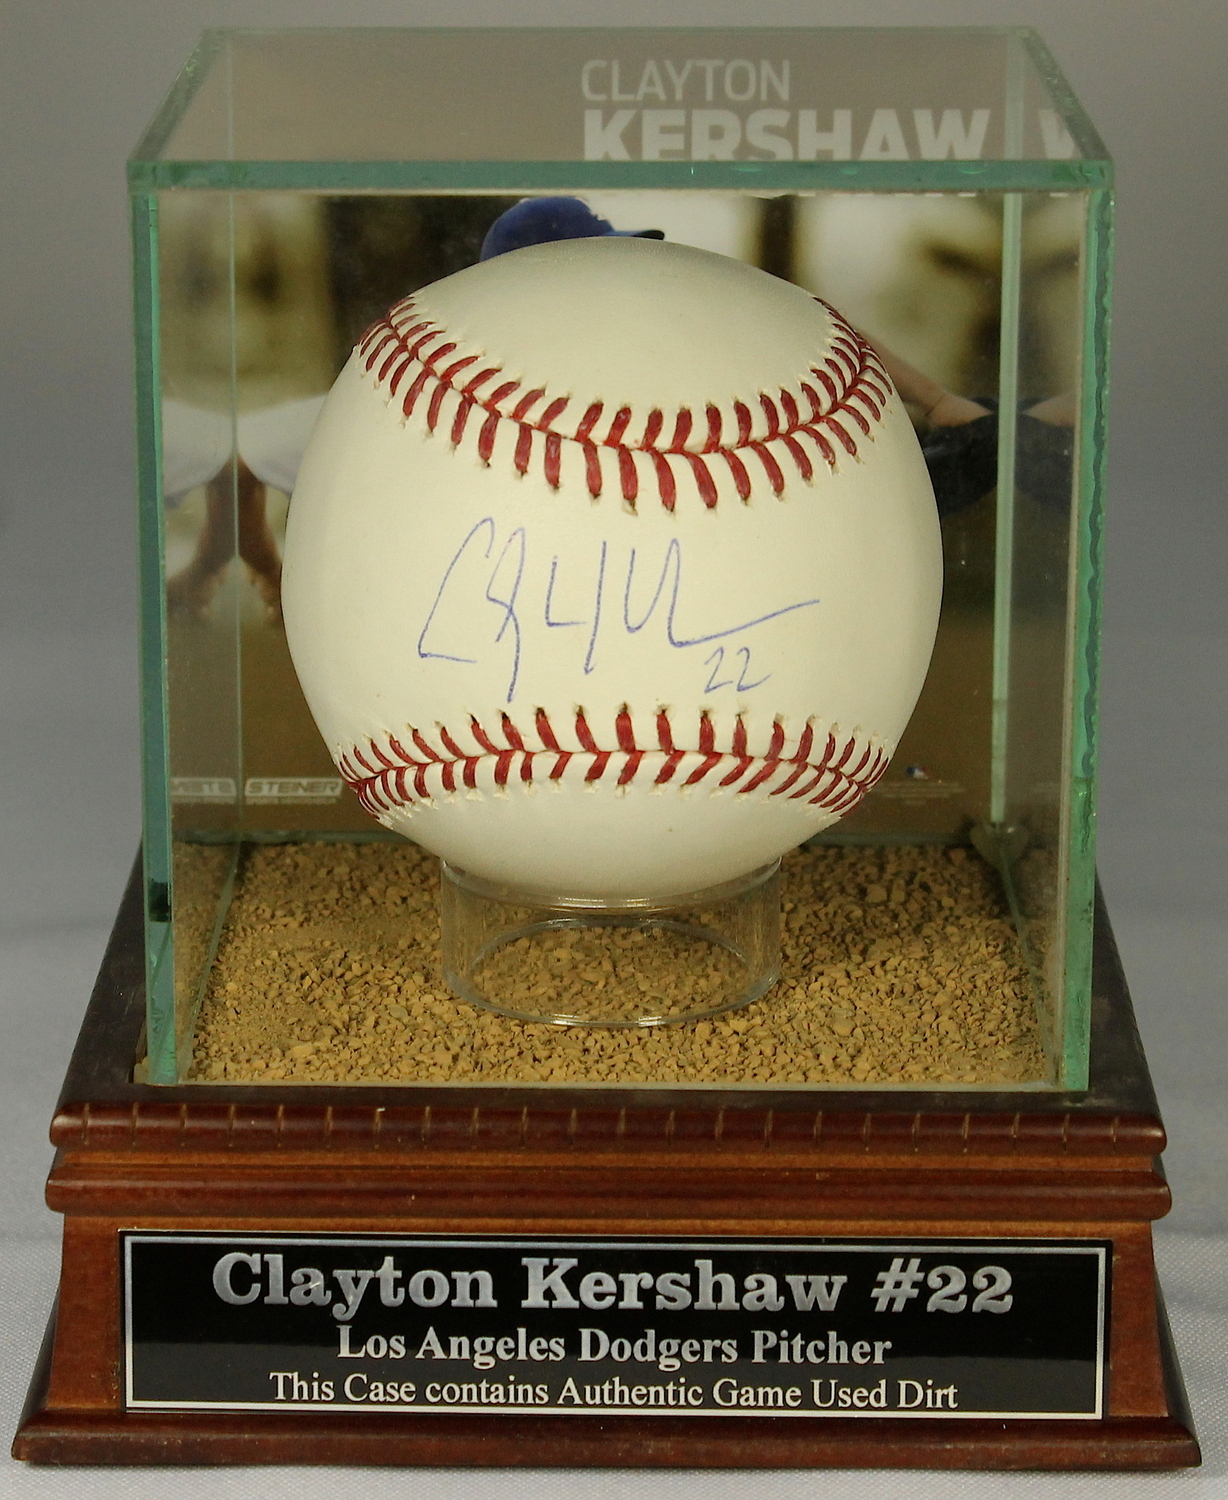 CLAYTON
KERSHAW
22
STEINER
Clayton Kershaw #22
Los Angeles Dodgers Pitcher
This Case contains Authentic Game Used Dirt